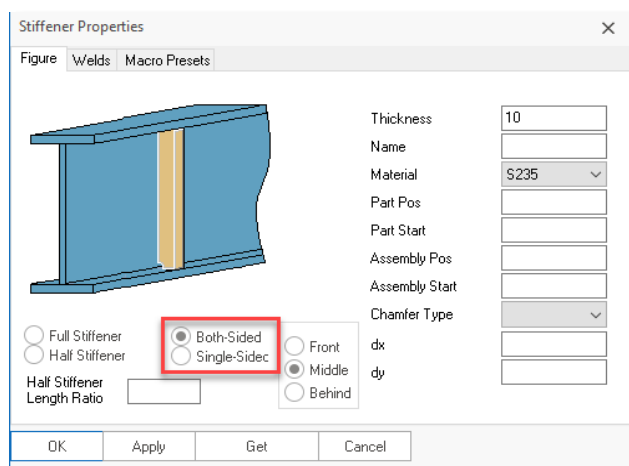 Stiffener Properties
Figure Welds Macro Presets
Thickness 10
Name
Material S235
Part Pos
Part Start
Assembly Pos
Assembly Start
Chamfer Type
dx
dy
Full Stiffener
Half Stiffener
Both-Sided
Single-Sidec
Front
Middle
Behind
Half Stiffener
Length Ratio
OK Apply Get Cancel